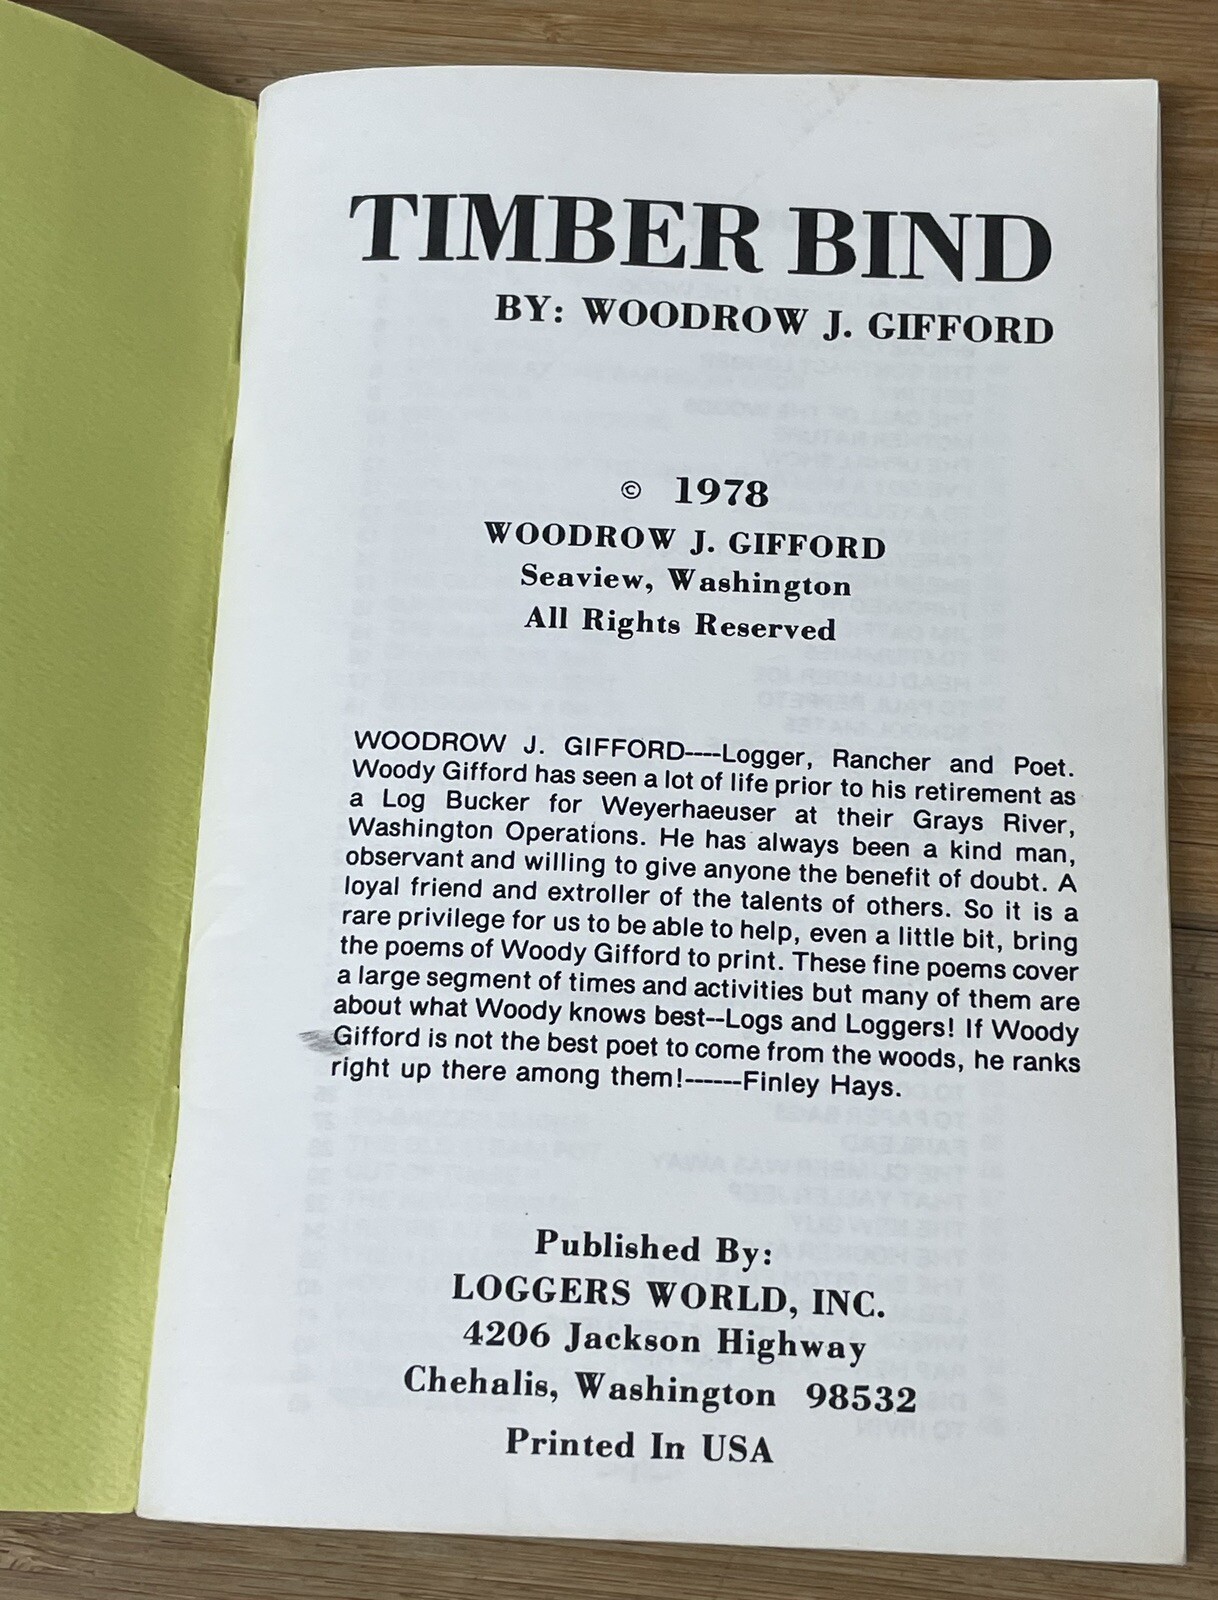 TIMBER BIND
BY: WOODROW J. GIFFORD
© 1978
WOODROW J. GIFFORD
Seaview, Washington
All Rights Reserved
WOODROW J. GIFFORD----Logger, Rancher and Poet.
Woody Gifford has seen a lot of life prior to his retirement as
a Log Bucker for Weyerhaeuser at their Grays River,
Washington Operations. He has always been a kind man,
observant and willing to give anyone the benefit of doubt. A
loyal friend and extroller of the talents of others. So it is a
rare privilege for us to be able to help, even a little bit, bring
the poems of Woody Gifford to print. These fine poems cover
a large segment of times and activities but many of them are
about what Woody knows best--Logs and Loggers! If Woody
Gifford is not the best poet to come from the woods, he ranks
right up there among them!------Finley Hays.
Published By:
LOGGERS WORLD, INC.
4206 Jackson Highway
Chehalis, Washington 98532
Printed In USA